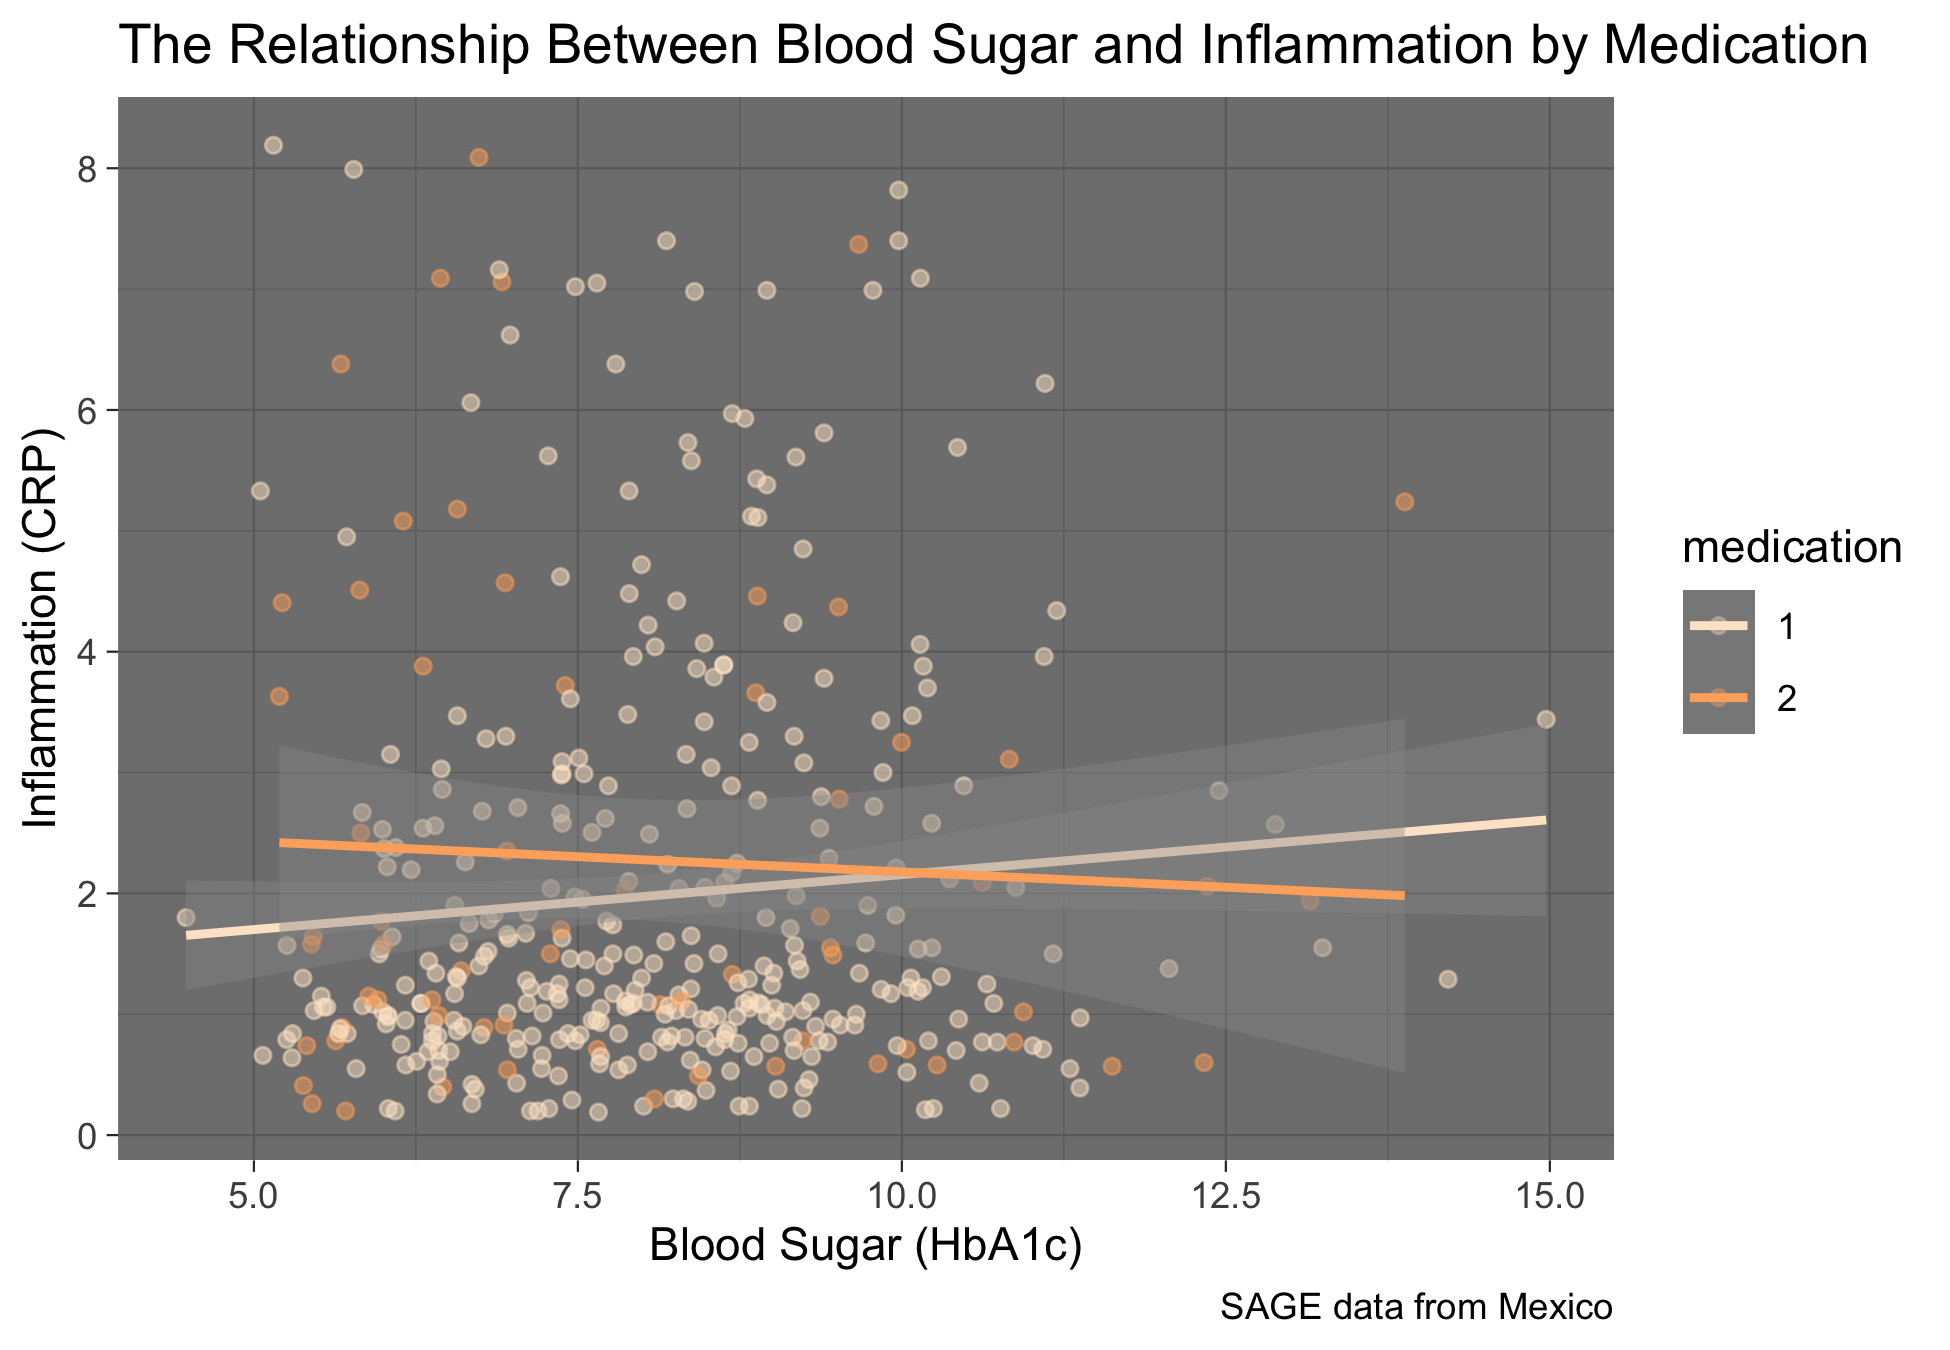 The Relationship Between Blood Sugar and Inflammation by Medication
8
6
4
2
0
Inflammation (CRP)
5.0 7.5 10.0 12.5 15.0
Blood Sugar (HbA1c)
medication
1
2
SAGE data from Mexico